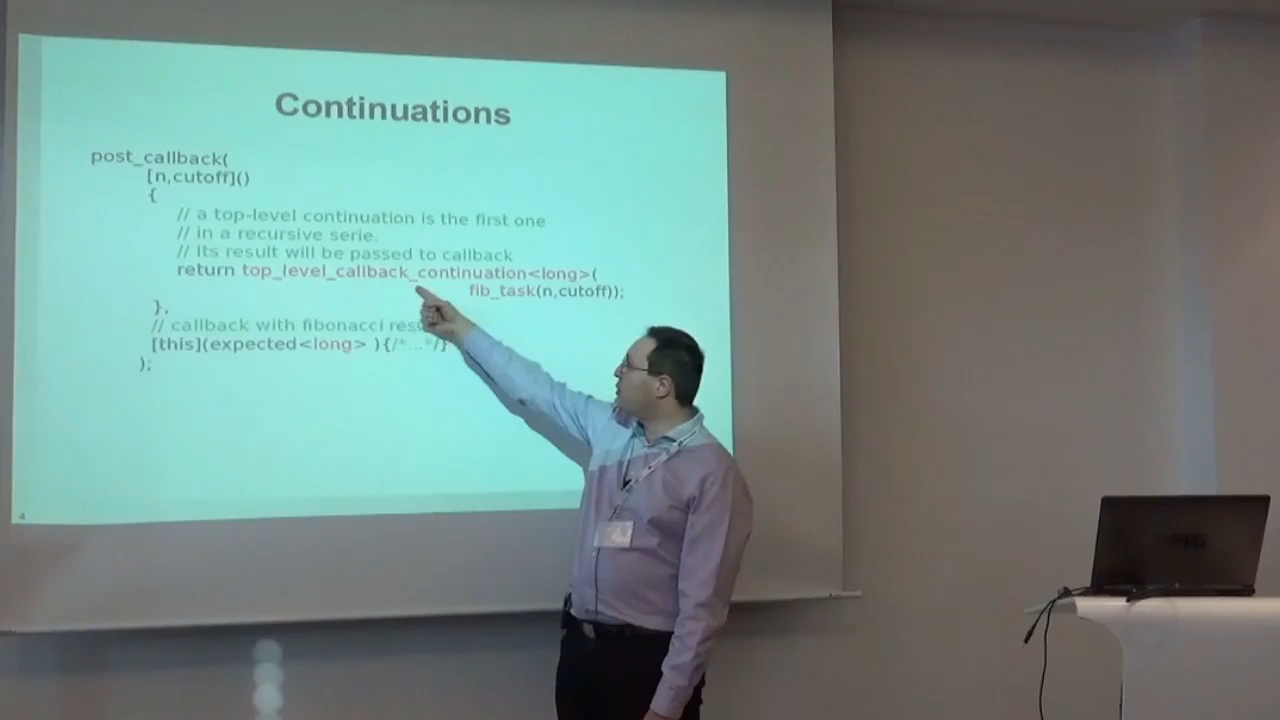 Continuations
post_callback(
[n,cutoff]()
{
// a top-level continuation is the first one
// in a recursive serie.
// Its result will be passed to callback
return top_level_callback_continuation<long>(
fib_task(n,cutoff));
},
// callback with fibonacci
[this](expected<long> ){/*...*/}
);
4